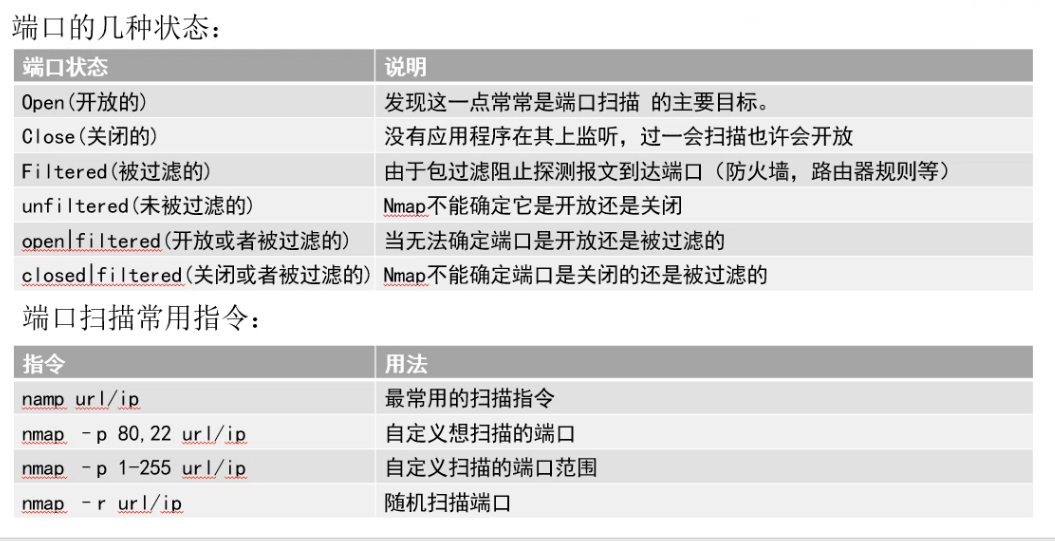 端口的几种状态：
端口状态 说明
Open(开放的) 发现这一点常常是端口扫描 的主要目标。
Close(关闭的) 没有应用程序在其上监听，过一会扫描也许会开放
Filtered(被过滤的) 由于包过滤阻止探测报文到达端口（防火墙，路由器规则等）
unfiltered(未被过滤的) Nmap不能确定它是开放还是关闭
open|filtered(开放或者被过滤的) 当无法确定端口是开放还是被过滤的
closed|filtered(关闭或者被过滤的) Nmap不能确定端口是关闭的还是被过滤的
端口扫描常用指令：
指令 用法
namp url/ip 最常用的扫描指令
nmap –p 80,22 url/ip 自定义想扫描的端口
nmap –p 1-255 url/ip 自定义扫描的端口范围
nmap –r url/ip 随机扫描端口